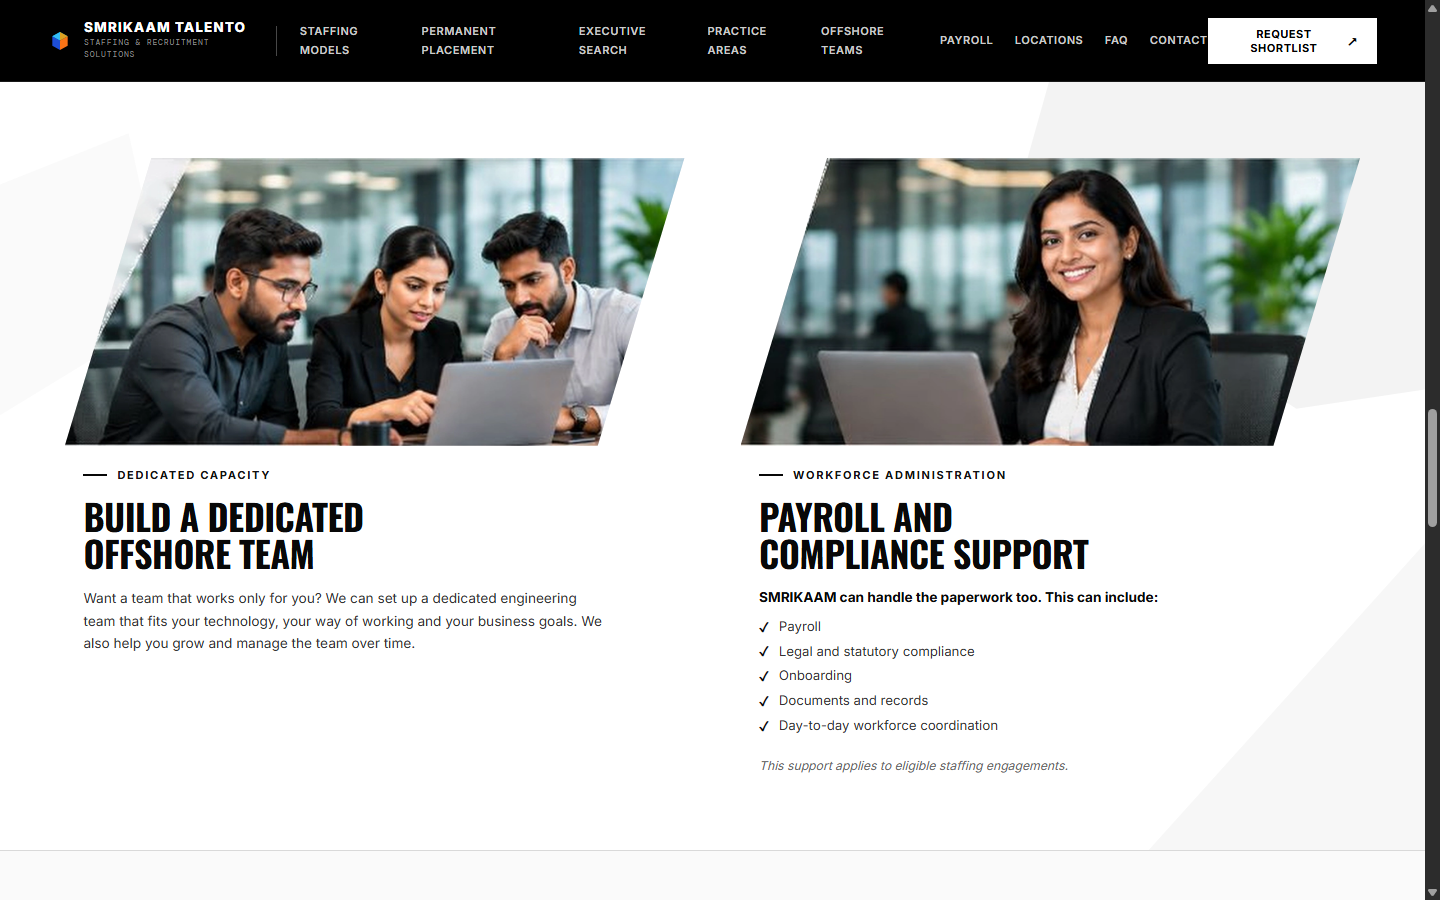 SMRIKAAM TALENTO
STAFFING & RECRUITMENT
SOLUTIONS
STAFFING
MODELS
PERMANENT
PLACEMENT
EXECUTIVE
SEARCH
PRACTICE
AREAS
OFFSHORE
TEAMS
PAYROLL
LOCATIONS
FAQ
CONTACT
REQUEST
SHORTLIST ↗
DEDICATED CAPACITY
BUILD A DEDICATED
OFFSHORE TEAM
Want a team that works only for you? We can set up a dedicated engineering
team that fits your technology, your way of working and your business goals. We
also help you grow and manage the team over time.
WORKFORCE ADMINISTRATION
PAYROLL AND
COMPLIANCE SUPPORT
SMRIKAAM can handle the paperwork too. This can include:
✓ Payroll
✓ Legal and statutory compliance
✓ Onboarding
✓ Documents and records
✓ Day-to-day workforce coordination
This support applies to eligible staffing engagements.